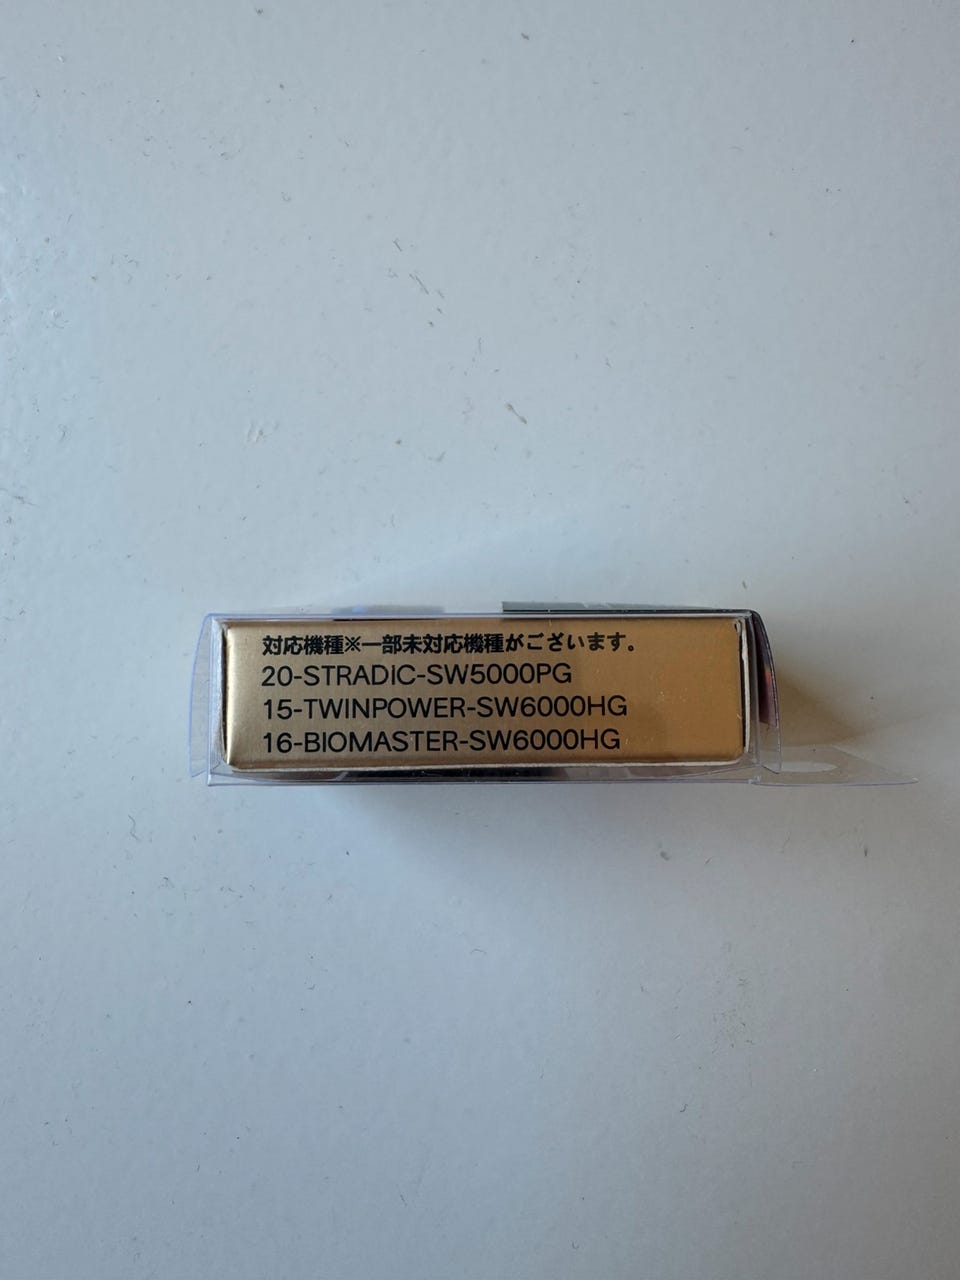 対応機種※一部未対応機種がございます。
20-STRADIC-SW5000PG
15-TWINPOWER-SW6000HG
16-BIOMASTER-SW6000HG